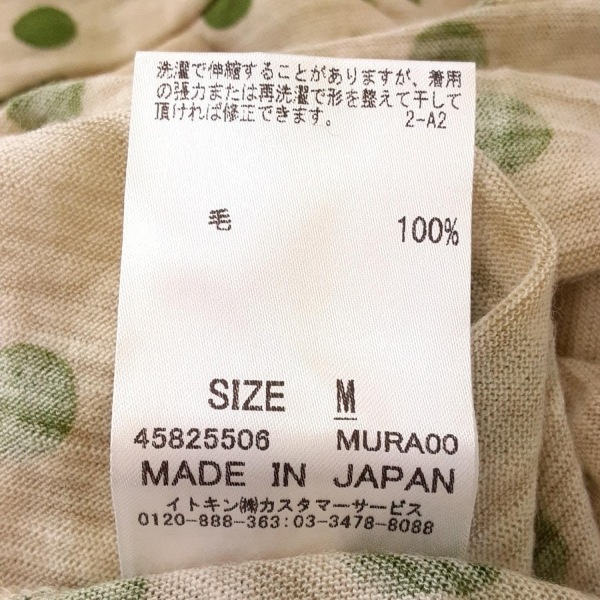 洗濯で伸縮することがありますが、着用
の張力または再洗濯で形を整えて干して
頂ければ修正できます。 2-A2
毛 100%
SIZE M
45825506 MURA00
MADE IN JAPAN
イトキン㈱カスタマーサービス
0120-888-363:03-3478-8088